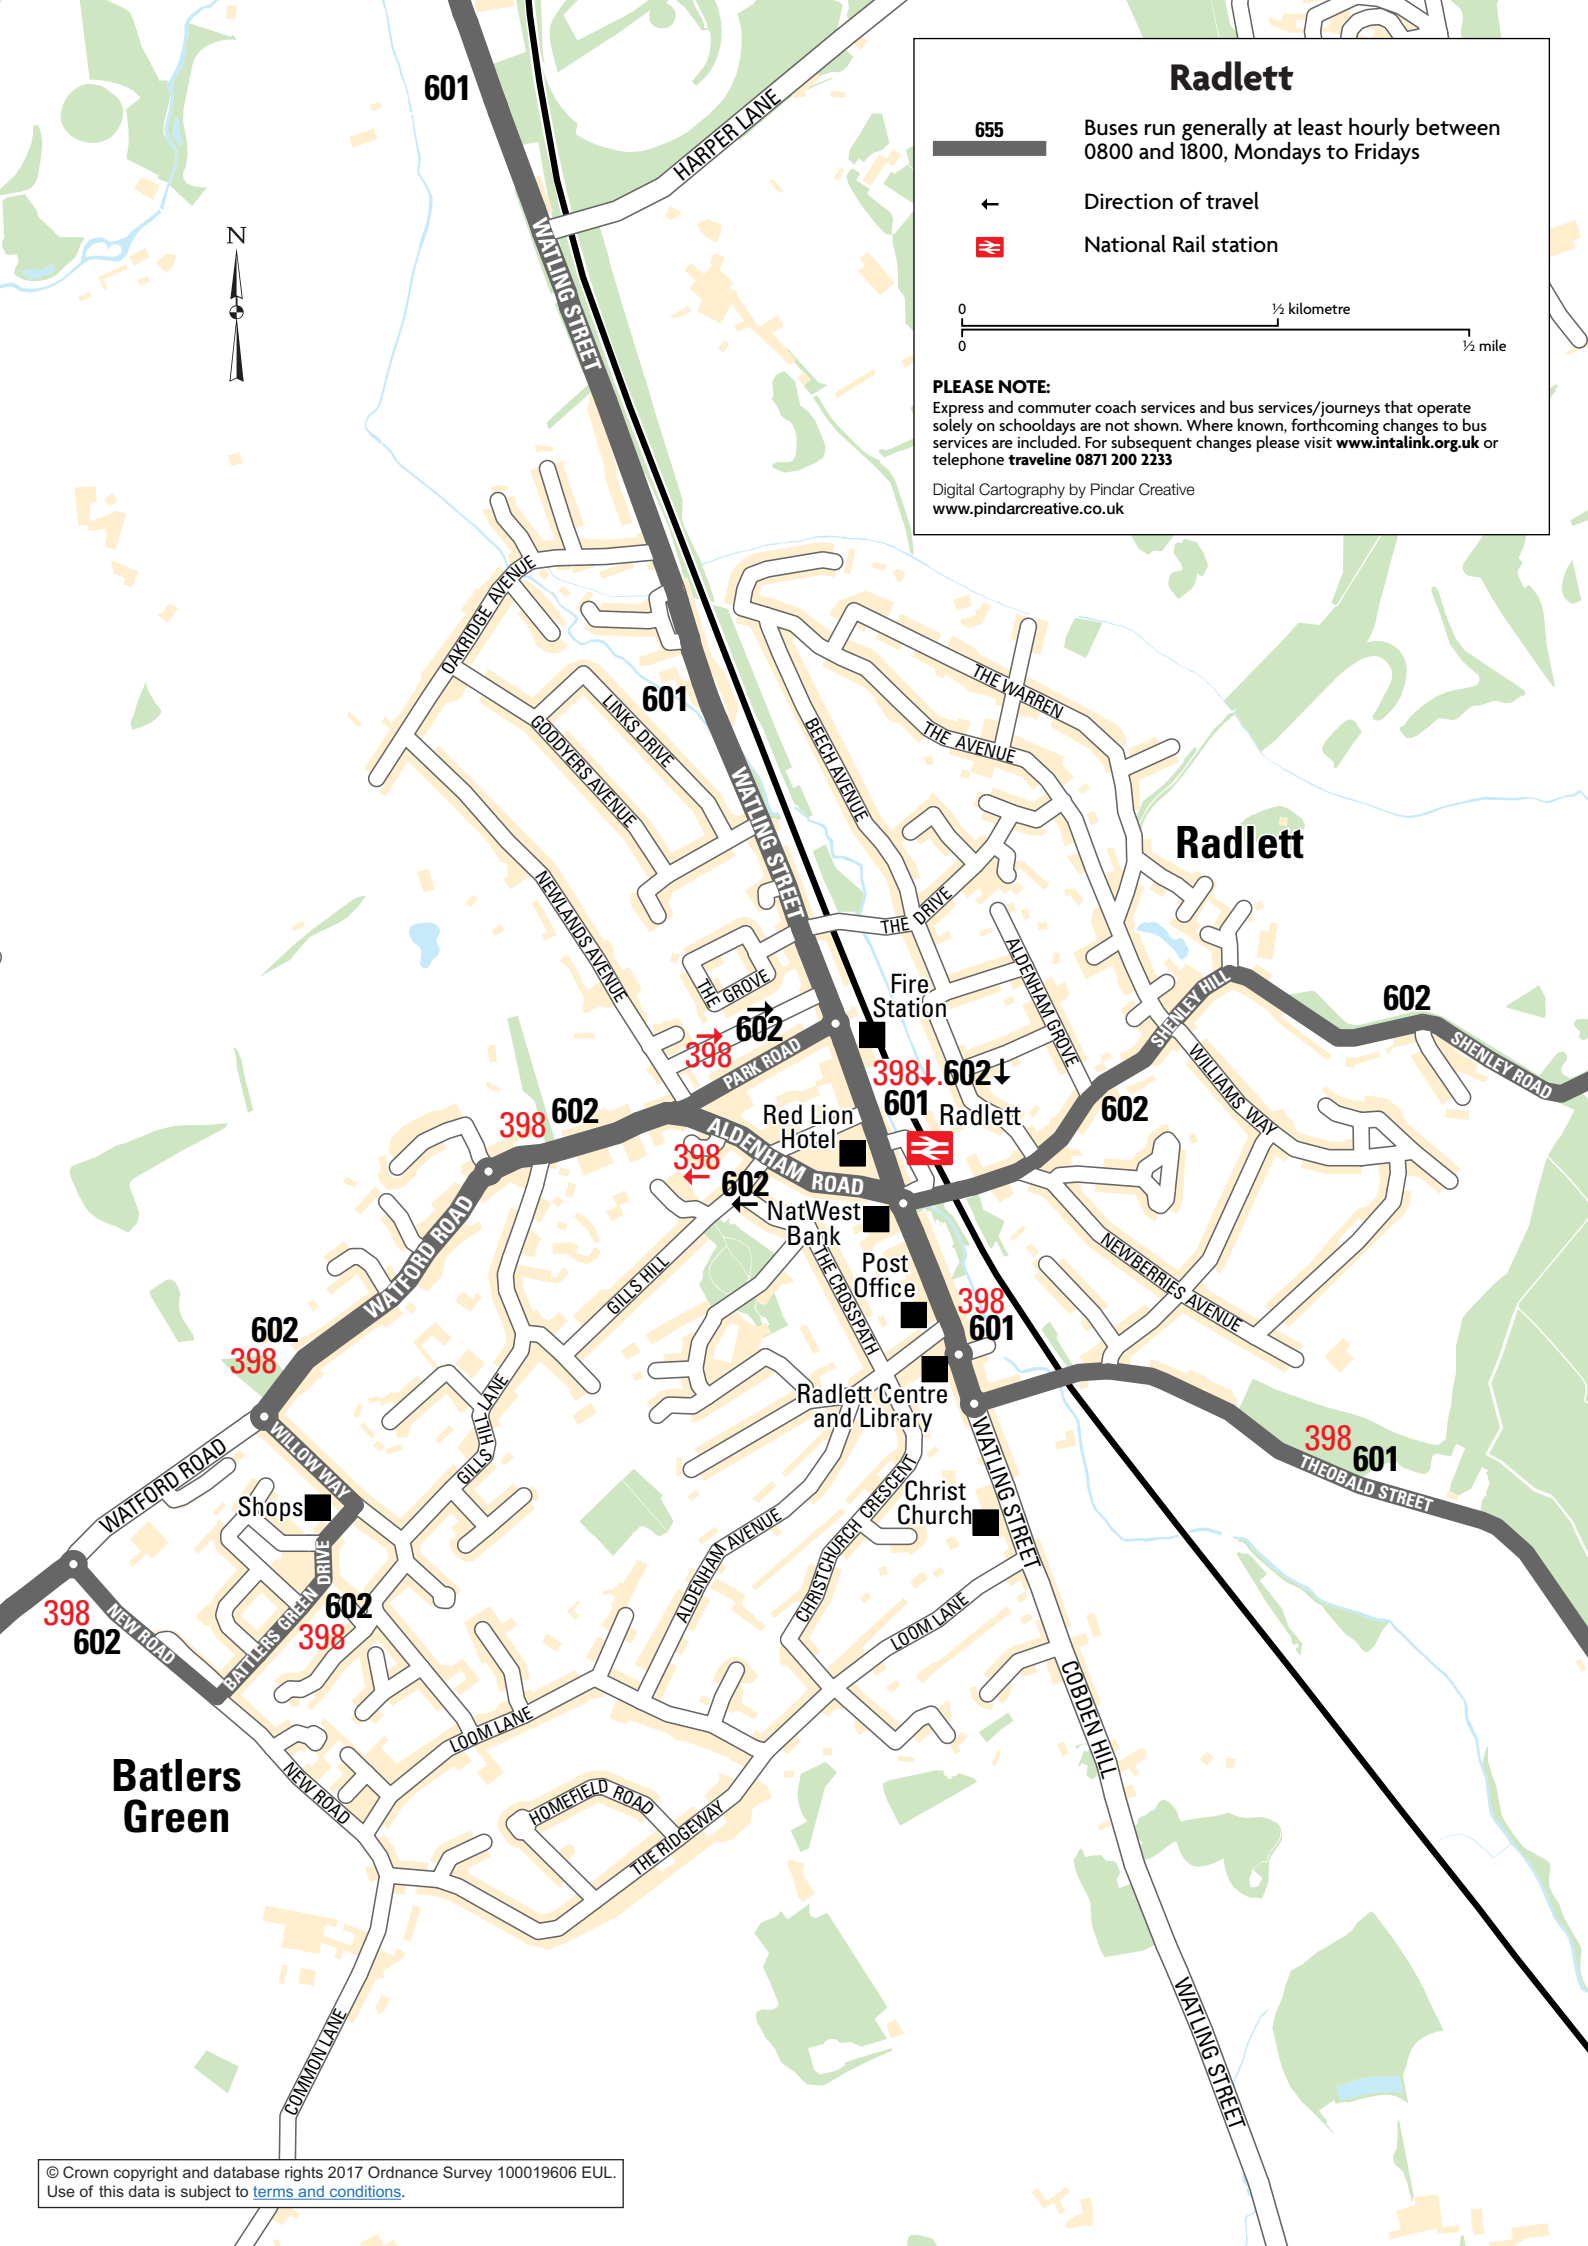 Radlett
655
Buses run generally at least hourly between
0800 and 1800, Mondays to Fridays
Direction of travel
National Rail station
0
½ kilometre
0
½ mile
PLEASE NOTE:
Express and commuter coach services and bus services/journeys that operate
solely on schooldays are not shown. Where known, forthcoming changes to bus
services are included. For subsequent changes please visit www.intalink.org.uk or
telephone traveline 0871 200 2233
Digital Cartography by Pindar Creative
www.pindarcreative.co.uk
601
HARPER LANE
N
WATLING STREET
OAKRIDGE AVENUE
601
LINKS DRIVE
GOODYERS AVENUE
THE WARREN
THE AVENUE
BEECH AVENUE
WATLING STREET
Radlett
NEWLANDS AVENUE
THE DRIVE
ALDENHAM GROVE
THE GROVE
Fire
Station
SHENLEY HILL
602
SHENLEY ROAD
602
398
PARK ROAD
398
.602
601
Radlett
602
WILLIAMS WAY
398
602
Red Lion
Hotel
ALDENHAM ROAD
398
602
NatWest
Bank
WATFORD ROAD
GILLS HILL
THE CROSSPATH
Post
Office
NEWBERRIES AVENUE
398
601
602
398
Radlett Centre
and Library
GILLS HILL LANE
WILLOW WAY
WATFORD ROAD
Shops
398
601
THEOBALD STREET
WATLING STREET
Christ
Church
CHRISTCHURCH CRESCENT
ALDENHAM AVENUE
BATTLERS GREEN DRIVE
602
398
398
602
NEW ROAD
LOOM LANE
LOOM LANE
COBDEN HILL
Batlers
Green
NEW ROAD
HOMEFIELD ROAD
THE RIDGEWAY
COMMON LANE
WATLING STREET
© Crown copyright and database rights 2017 Ordnance Survey 100019606 EUL.
Use of this data is subject to terms and conditions.